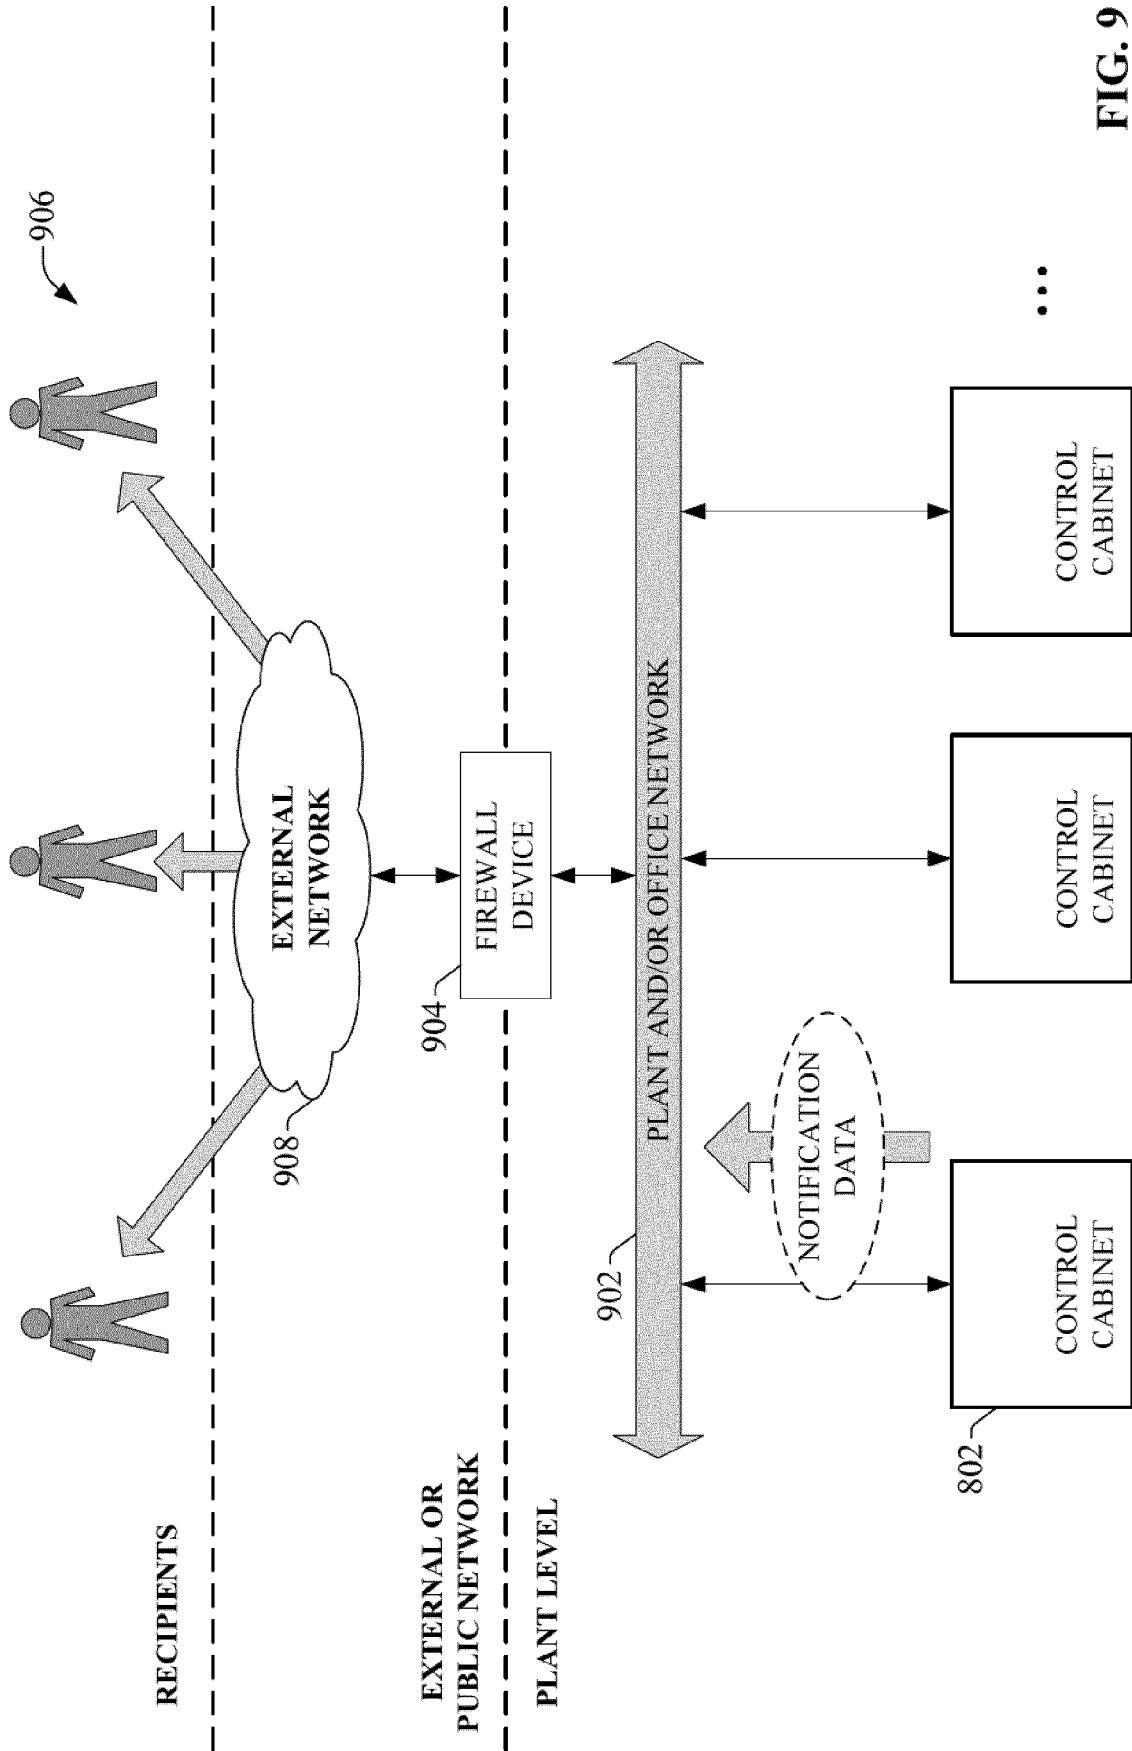 906
RECIPIENTS
EXTERNAL
NETWORK
908
EXTERNAL OR
PUBLIC NETWORK
904
FIREWALL
DEVICE
PLANT LEVEL
902
PLANT AND/OR OFFICE NETWORK
NOTIFICATION
DATA
802
CONTROL
CABINET
CONTROL
CABINET
CONTROL
CABINET
...
FIG. 9